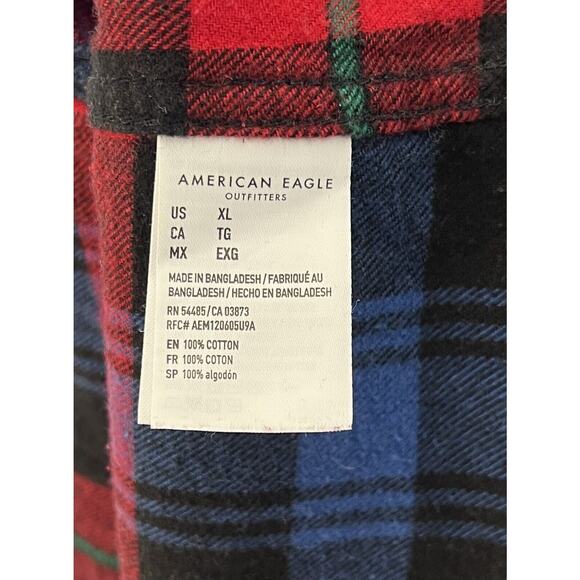 AMERICAN EAGLE
OUTFITTERS
US XL
CA TG
MX EXG
MADE IN BANGLADESH / FABRIQUÉ AU
BANGLADESH / HECHO EN BANGLADESH
RN 54485 / CA 03873
RFC# AEM120605U9A
EN 100% COTTON
FR 100% COTON
SP 100% algodón